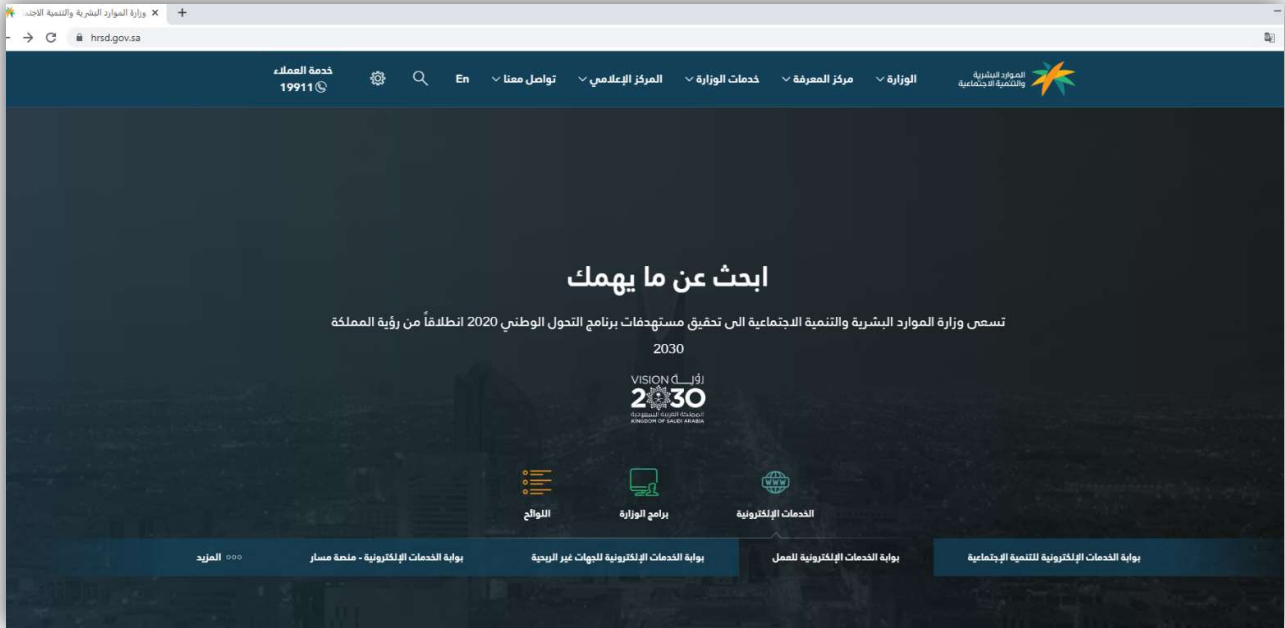 وزارة الموارد البشرية والتنمية الاجتم
hrsd.gov.sa
الموارد البشرية
والتنمية الاجتماعية
الوزارة
مركز المعرفة
خدمات الوزارة
المركز الإعلامي
تواصل معنا
En
خدمة العملاء
19911
ابحث عن ما يهمك
تسعى وزارة الموارد البشرية والتنمية الاجتماعية الى تحقيق مستهدفات برنامج التحول الوطني 2020 انطلاقاً من رؤية المملكة
2030
VISION رؤيـــة
2030
المملكة العربية السعودية
KINGDOM OF SAUDI ARABIA
الخدمات الإلكترونية
برامج الوزارة
اللوائح
بوابة الخدمات الإلكترونية للتنمية الإجتماعية
بوابة الخدمات الإلكترونية للعمل
بوابة الخدمات الإلكترونية للجهات غير الربحية
بوابة الخدمات الإلكترونية - منصة مسار
المزيد